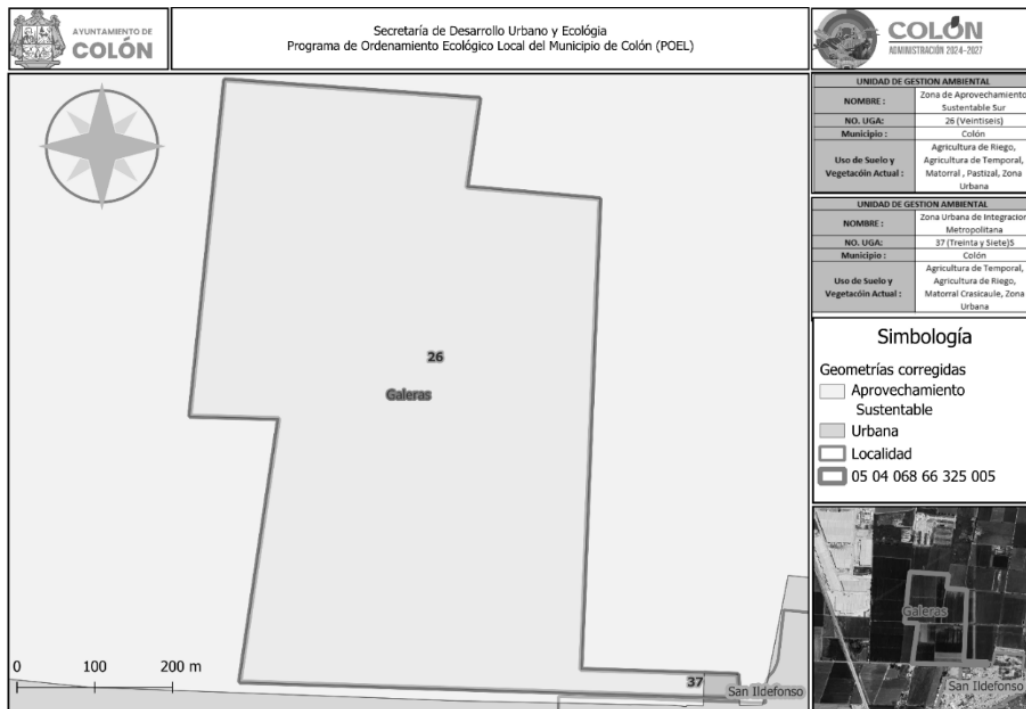 AYUNTAMIENTO DE
COLÓN
Secretaría de Desarrollo Urbano y Ecológia
Programa de Ordenamiento Ecológico Local del Municipio de Colón (POEL)
COLÓN
ADMINISTRACIÓN 2024-2027
UNIDAD DE GESTION AMBIENTAL
NOMBRE :
Zona de Aprovechamiento
Sustentable Sur
NO. UGA:
26 (Veintiseis)
Municipio :
Colón
Uso de Suelo y
Vegetacóin Actual :
Agricultura de Riego,
Agricultura de Temporal,
Matorral , Pastizal, Zona
Urbana
UNIDAD DE GESTION AMBIENTAL
NOMBRE :
Zona Urbana de Integracion
Metropolitana
NO. UGA:
37 (Treinta y Siete)S
Municipio :
Colón
Uso de Suelo y
Vegetacóin Actual :
Agricultura de Temporal,
Agricultura de Riego,
Matorral Crasicaule, Zona
Urbana
Simbología
Geometrías corregidas
Aprovechamiento
Sustentable
Urbana
Localidad
05 04 068 66 325 005
26
Galeras
37
San Ildefonso
0 100 200 m
Galeras
San Ildefonso